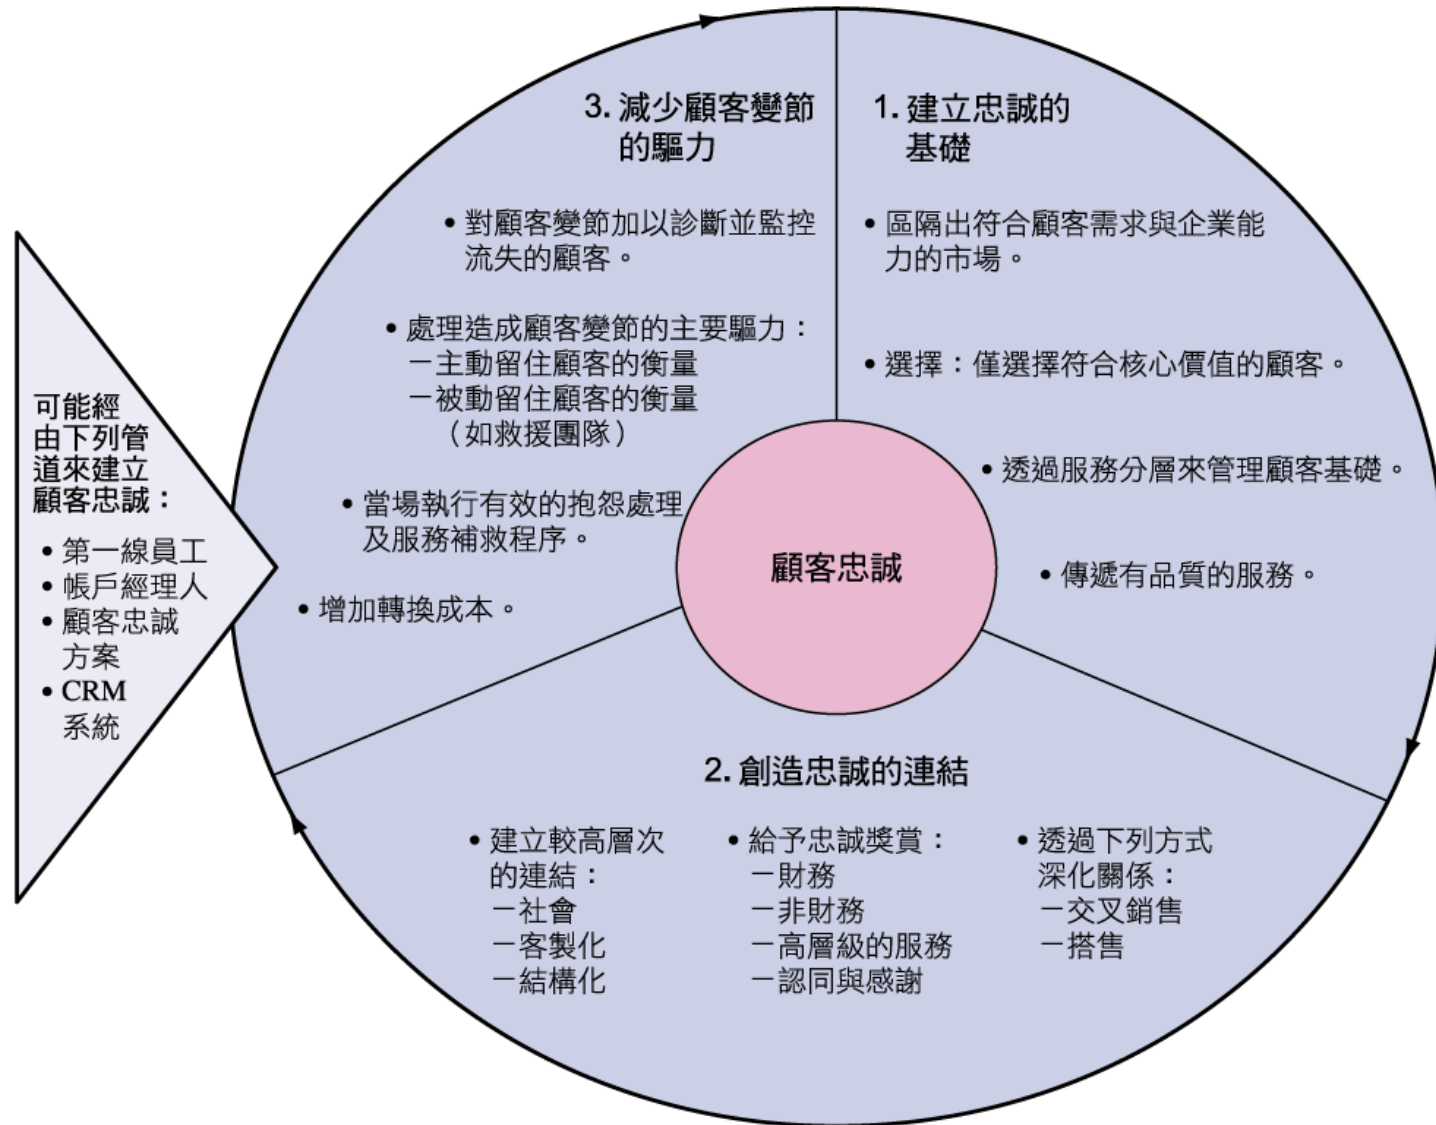 3. 減少顧客變節
的驅力
• 對顧客變節加以診斷並監控
流失的顧客。
• 處理造成顧客變節的主要驅力：
－主動留住顧客的衡量
－被動留住顧客的衡量
（如救援團隊）
• 當場執行有效的抱怨處理
及服務補救程序。
• 增加轉換成本。
1. 建立忠誠的
基礎
• 區隔出符合顧客需求與企業能
力的市場。
• 選擇：僅選擇符合核心價值的顧客。
• 透過服務分層來管理顧客基礎。
• 傳遞有品質的服務。
顧客忠誠
2. 創造忠誠的連結
• 建立較高層次
的連結：
－社會
－客製化
－結構化
• 給予忠誠獎賞：
－財務
－非財務
－高層級的服務
－認同與感謝
• 透過下列方式
深化關係：
－交叉銷售
－搭售
可能經
由下列管
道來建立
顧客忠誠：
• 第一線員工
• 帳戶經理人
• 顧客忠誠
方案
• CRM
系統